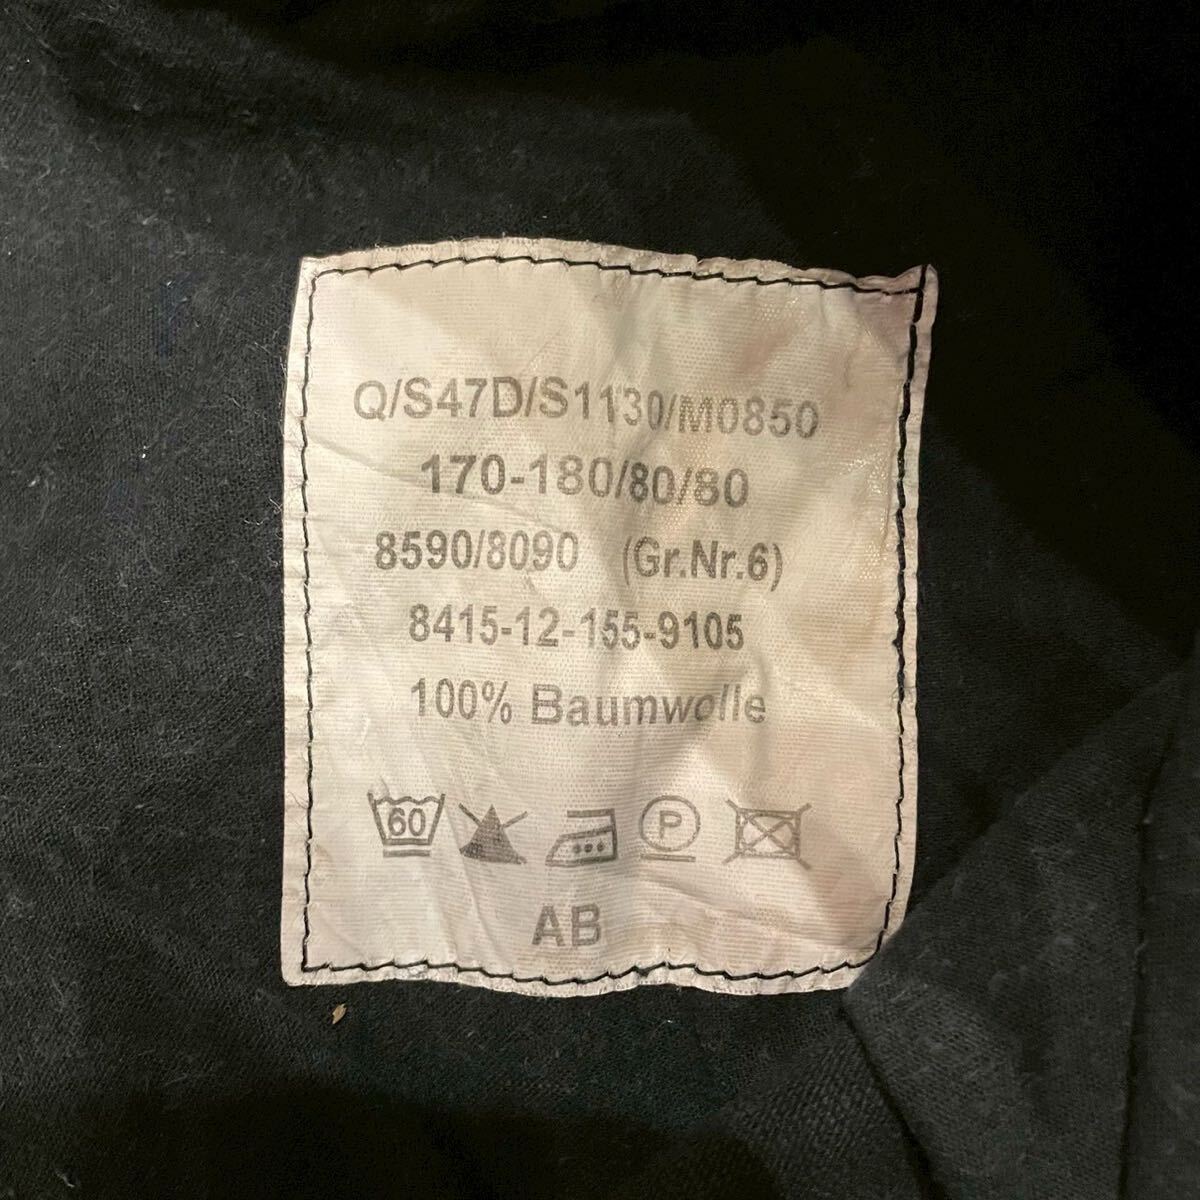 Q/S47D/S1130/M0850
170-180/80/80
8590/8090 (Gr.Nr.6)
8415-12-155-9105
100% Baumwolle
60 P
AB